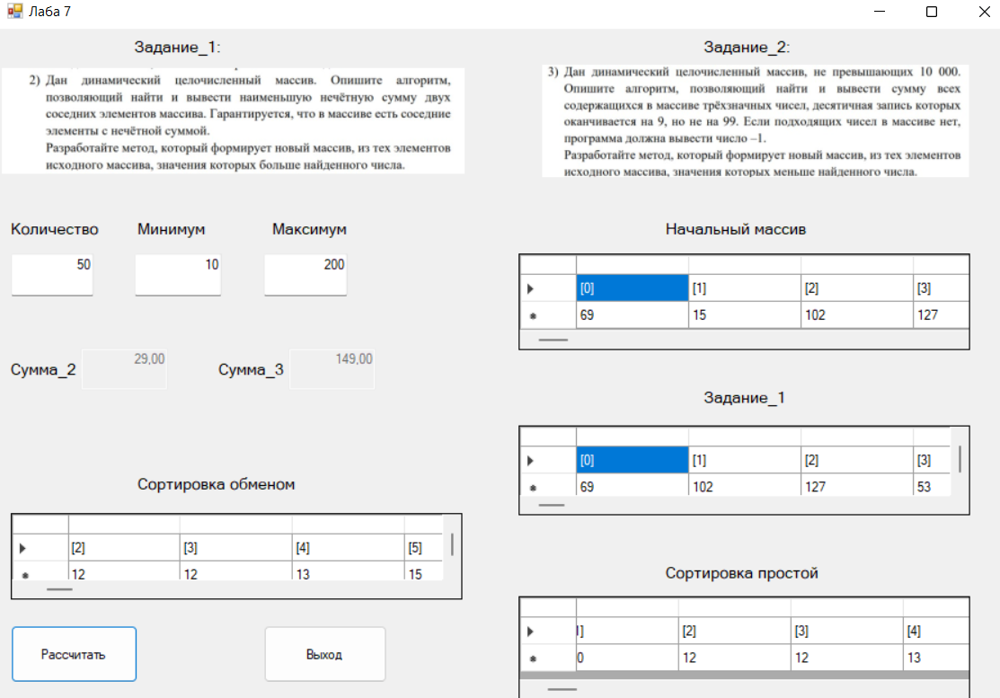 Лаба 7
Задание_1:
2) Дан динамический целочисленный массив. Опишите алгоритм,
позволяющий найти и вывести наименьшую нечётную сумму двух
соседних элементов массива. Гарантируется, что в массиве есть соседние
элементы с нечётной суммой.
Разработайте метод, который формирует новый массив, из тех элементов
исходного массива, значения которых больше найденного числа.
Задание_2:
3) Дан динамический целочисленный массив, не превышающих 10 000.
Опишите алгоритм, позволяющий найти и вывести сумму всех
содержащихся в массиве трёхзначных чисел, десятичная запись которых
оканчивается на 9, но не на 99. Если подходящих чисел в массиве нет,
программа должна вывести число –1.
Разработайте метод, который формирует новый массив, из тех элементов
исходного массива, значения которых меньше найденного числа.
Количество Минимум Максимум
50 10 200
Сумма_2 29,00 Сумма_3 149,00
Начальный массив
[0] [1] [2] [3]
69 15 102 127
Задание_1
[0] [1] [2] [3]
69 102 127 53
Сортировка обменом
[2] [3] [4] [5]
12 12 13 15
Сортировка простой
] [2] [3] [4]
0 12 12 13
Рассчитать Выход